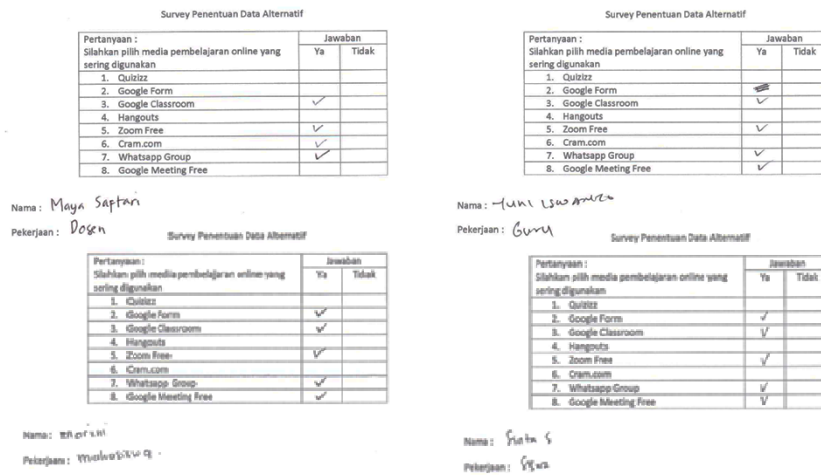 Survey Penentuan Data Alternatif
Pertanyaan : Jawaban
Silahkan pilih media pembelajaran online yang sering digunakan Ya Tidak
1. Quizizz
2. Google Form
3. Google Classroom ✓
4. Hangouts
5. Zoom Free ✓
6. Cram.com ✓
7. Whatsapp Group ✓
8. Google Meeting Free
Nama : Maya Saptari
Pekerjaan : Dosen
Survey Penentuan Data Alternatif
Pertanyaan : Jawaban
Silahkan pilih media pembelajaran online yang sering digunakan Ya Tidak
1. Quizizz
2. Google Form
3. Google Classroom ✓
4. Hangouts
5. Zoom Free ✓
6. Cram.com
7. Whatsapp Group ✓
8. Google Meeting Free ✓
Nama : Yuni
Pekerjaan : Guru
Survey Penentuan Data Alternatif
Pertanyaan : Jawaban
Silahkan pilih media pembelajaran online yang sering digunakan Ya Tidak
1. Quizizz
2. Google Form ✓
3. Google Classroom ✓
4. Hangouts
5. Zoom Free ✓
6. Cram.com
7. Whatsapp Group ✓
8. Google Meeting Free ✓
Nama :
Pekerjaan : Mahasiswa
Survey Penentuan Data Alternatif
Pertanyaan : Jawaban
Silahkan pilih media pembelajaran online yang sering digunakan Ya Tidak
1. Quizizz
2. Google Form ✓
3. Google Classroom ✓
4. Hangouts
5. Zoom Free ✓
6. Cram.com
7. Whatsapp Group ✓
8. Google Meeting Free ✓
Nama :
Pekerjaan :